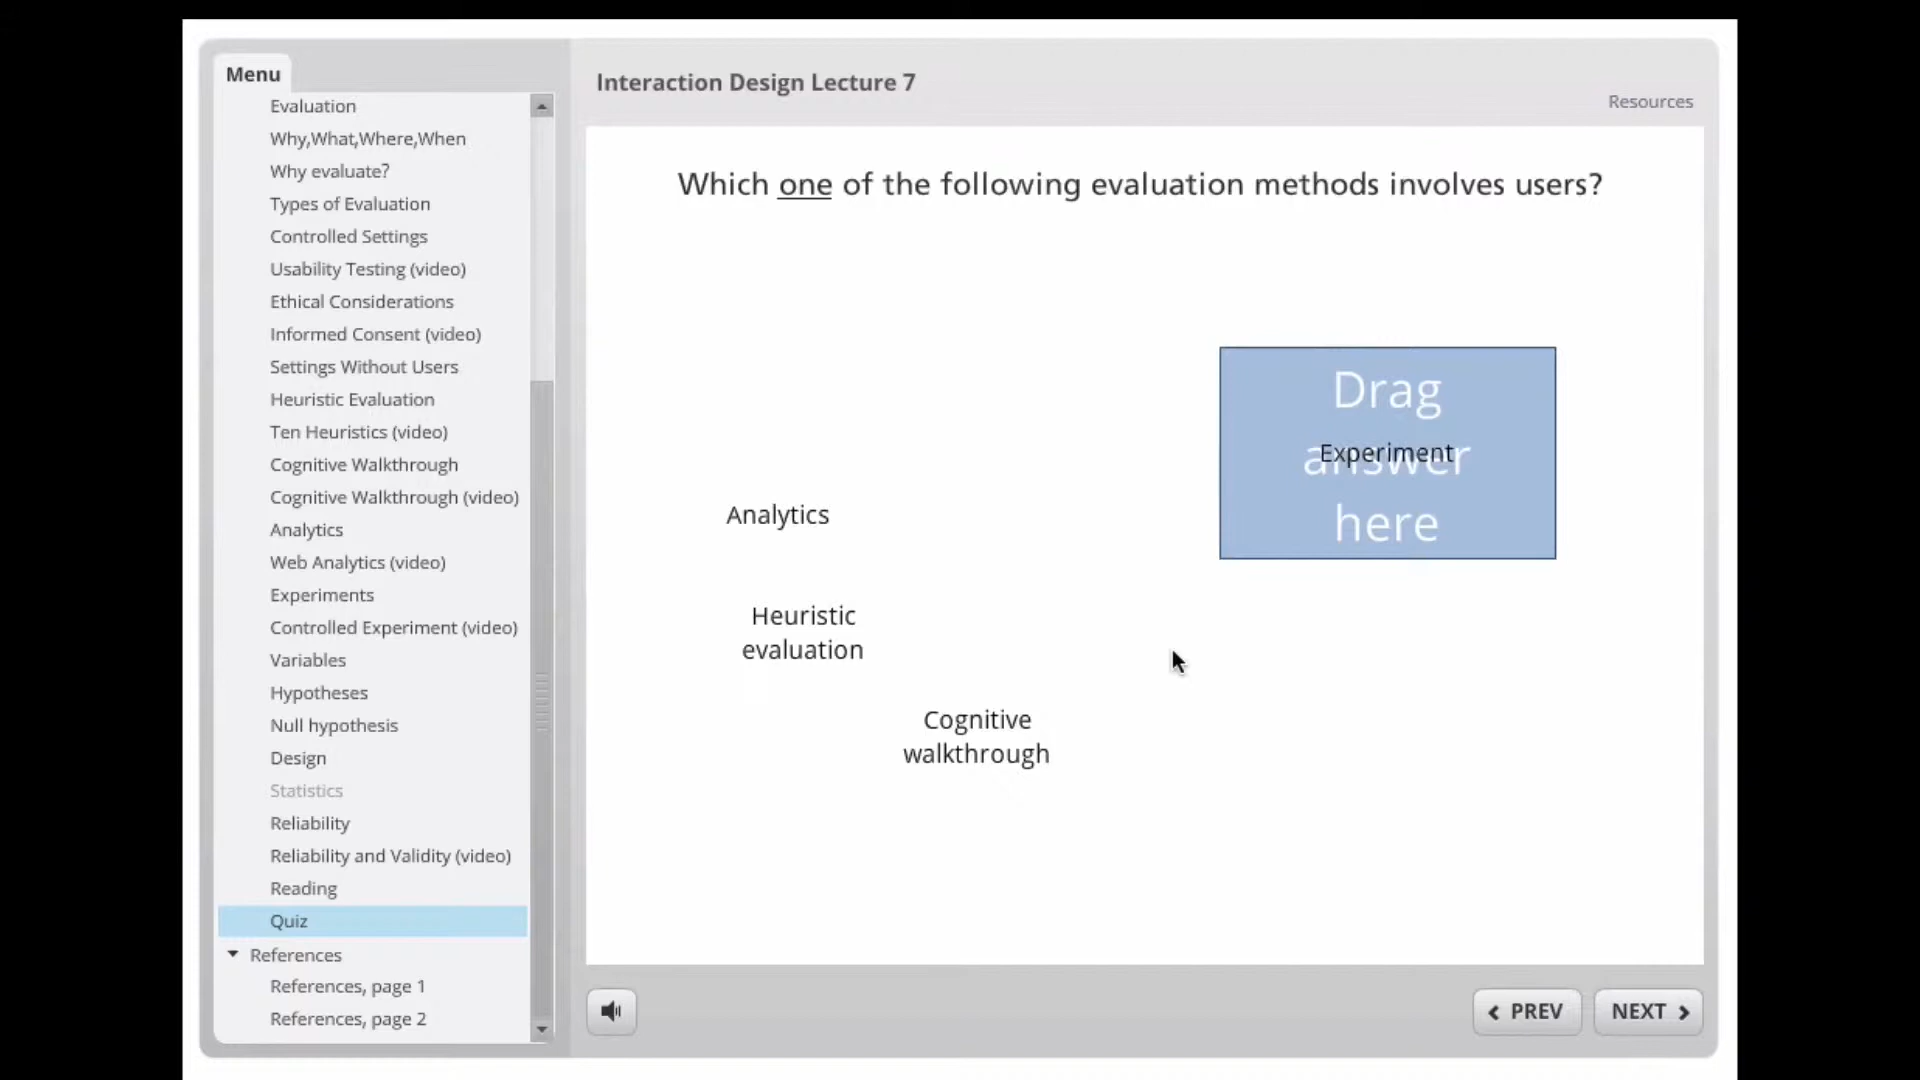 Menu
Evaluation
Why,What,Where,When
Why evaluate?
Types of Evaluation
Controlled Settings
Usability Testing (video)
Ethical Considerations
Informed Consent (video)
Settings Without Users
Heuristic Evaluation
Ten Heuristics (video)
Cognitive Walkthrough
Cognitive Walkthrough (video)
Analytics
Web Analytics (video)
Experiments
Controlled Experiment (video)
Variables
Hypotheses
Null hypothesis
Design
Statistics
Reliability
Reliability and Validity (video)
Reading
Quiz
References
References, page 1
References, page 2
Interaction Design Lecture 7
Resources
Which one of the following evaluation methods involves users?
Drag
answer
here
Experiment
Analytics
Heuristic
evaluation
Cognitive
walkthrough
PREV
NEXT